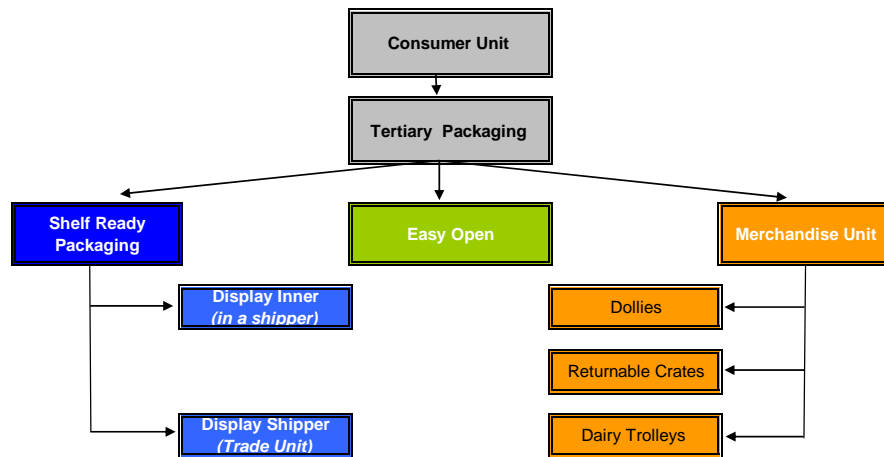 Consumer Unit
Tertiary Packaging
Shelf Ready
Packaging
Easy Open
Merchandise Unit
Display Inner
(in a shipper)
Dollies
Returnable Crates
Display Shipper
(Trade Unit)
Dairy Trolleys